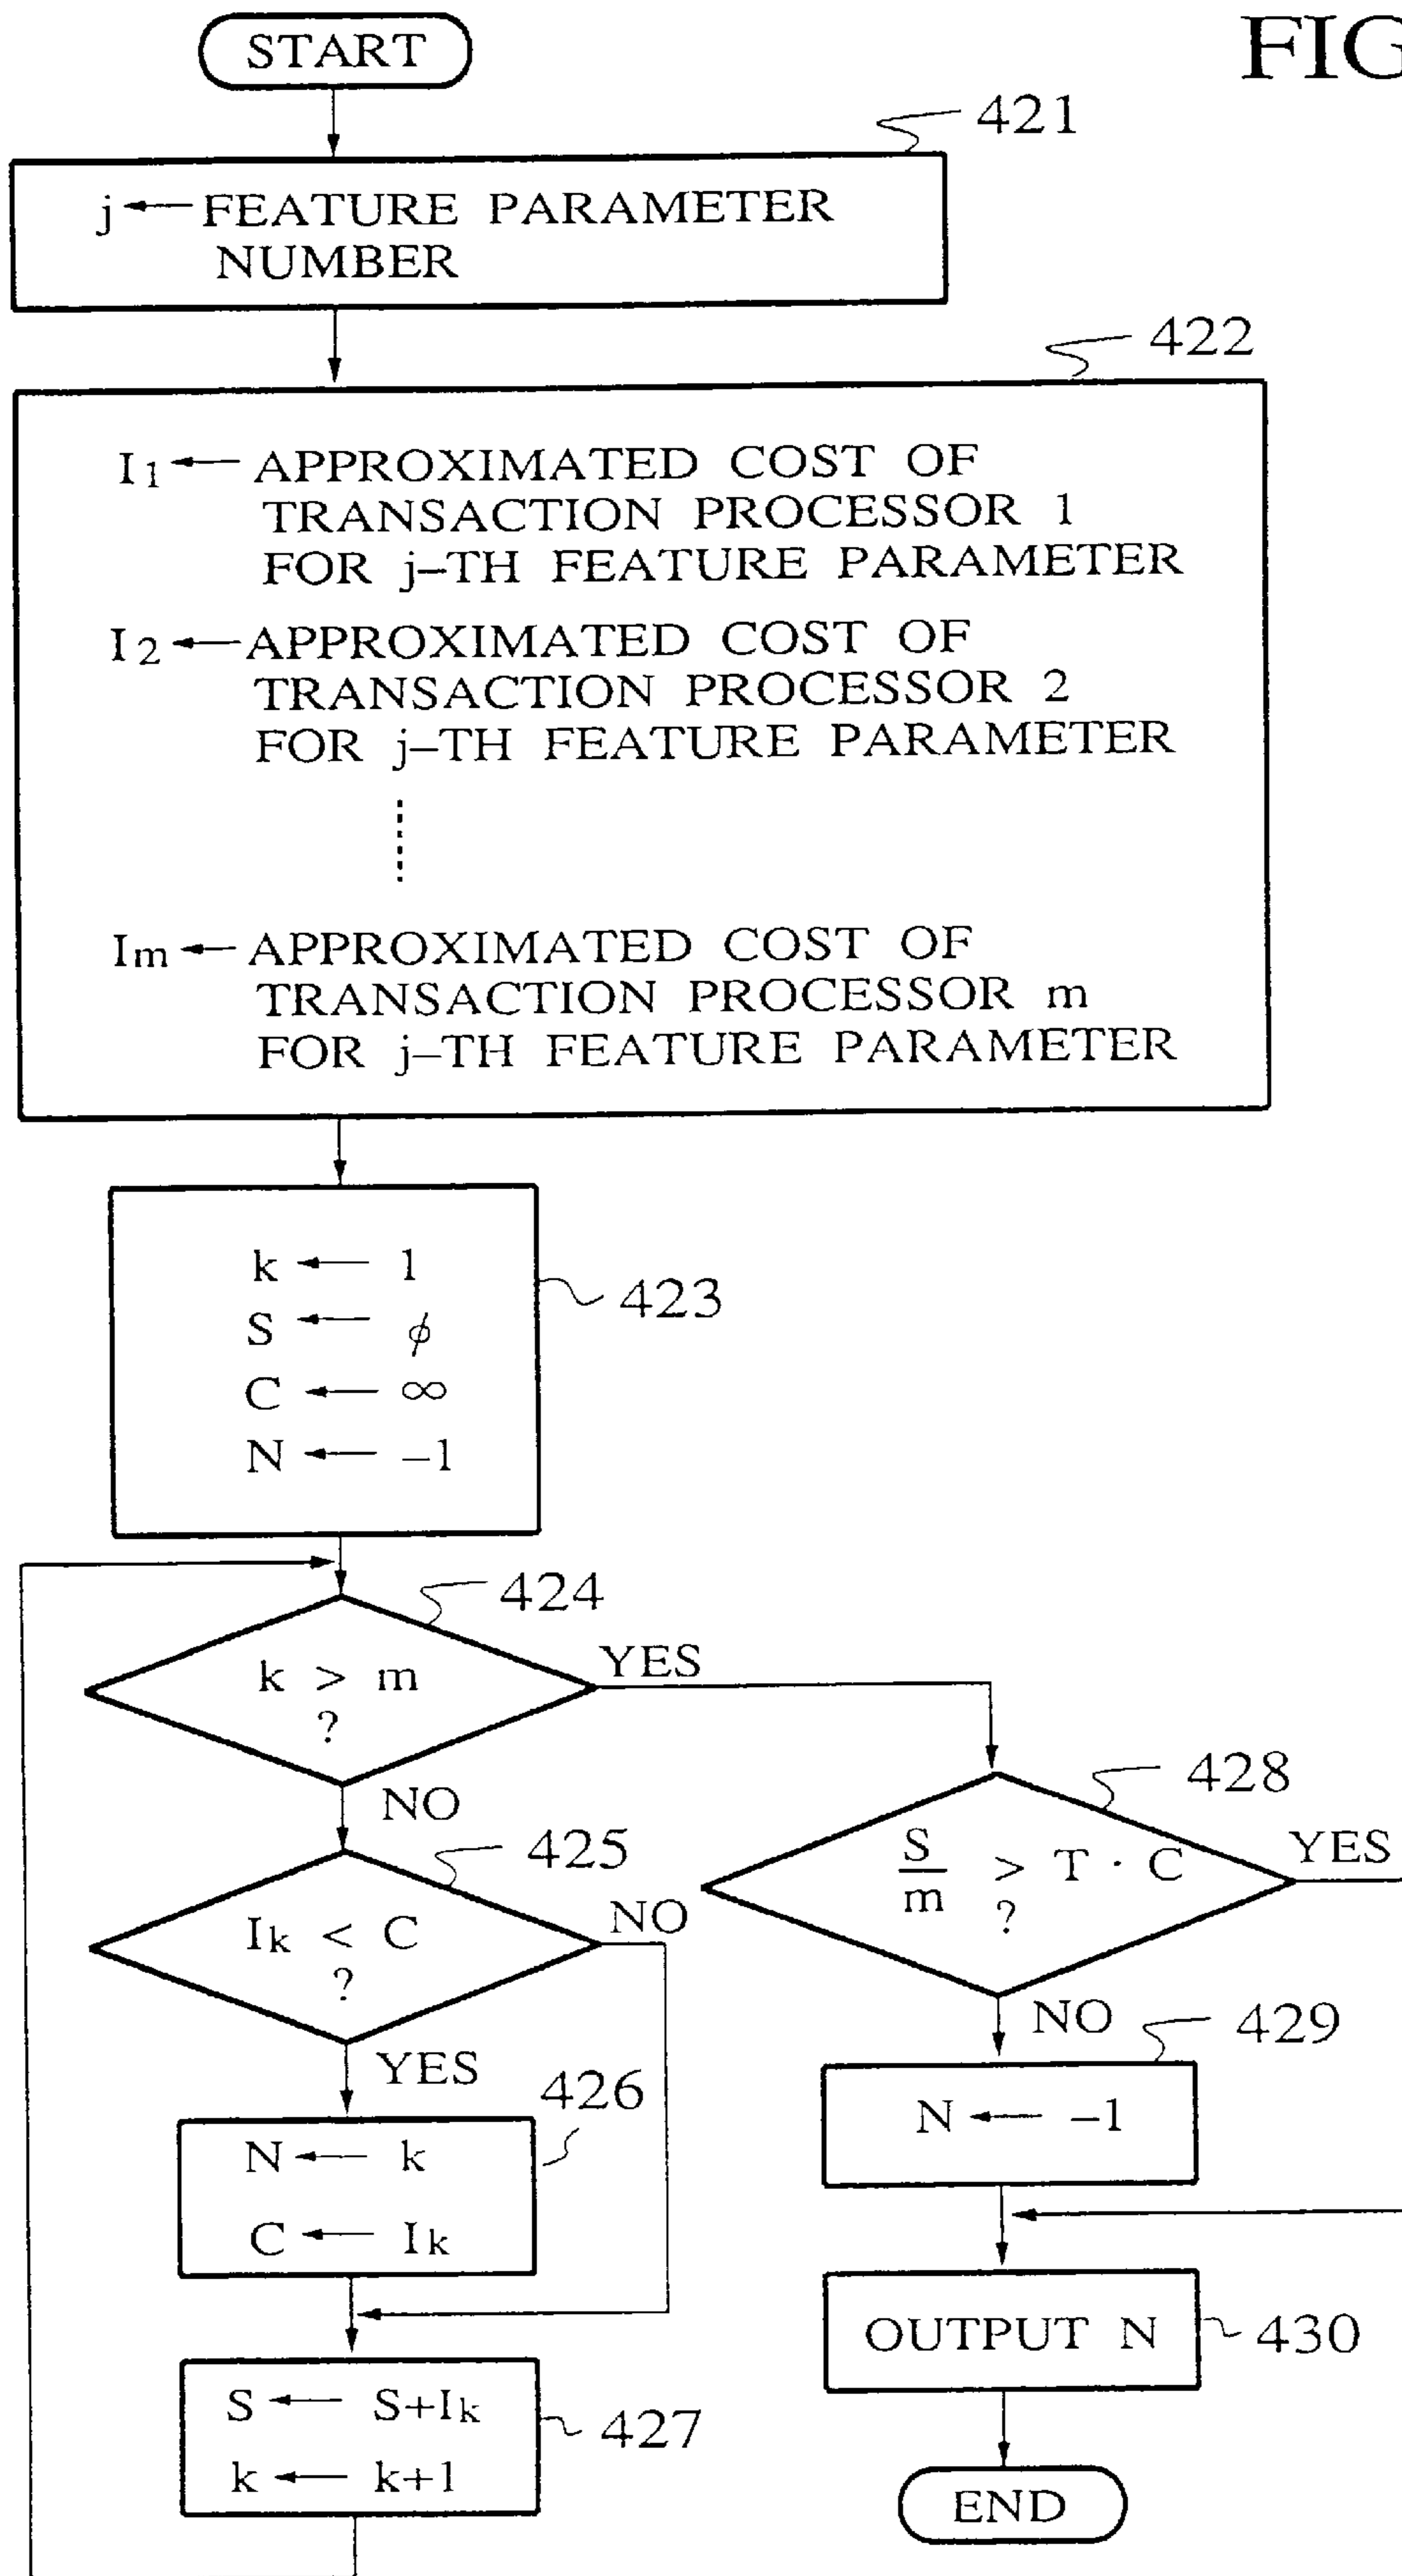 START
FIG
421
j ← FEATURE PARAMETER
NUMBER
422
I1 ← APPROXIMATED COST OF
TRANSACTION PROCESSOR 1
FOR j-TH FEATURE PARAMETER
I2 ← APPROXIMATED COST OF
TRANSACTION PROCESSOR 2
FOR j-TH FEATURE PARAMETER
Im ← APPROXIMATED COST OF
TRANSACTION PROCESSOR m
FOR j-TH FEATURE PARAMETER
k ← 1
S ← ϕ
C ← ∞
N ← -1
423
424
k > m
?
YES
NO
425
Ik < C
?
NO
YES
426
N ← k
C ← Ik
S ← S+Ik
k ← k+1
427
428
S/m > T · C
?
YES
NO
429
N ← -1
OUTPUT N
430
END